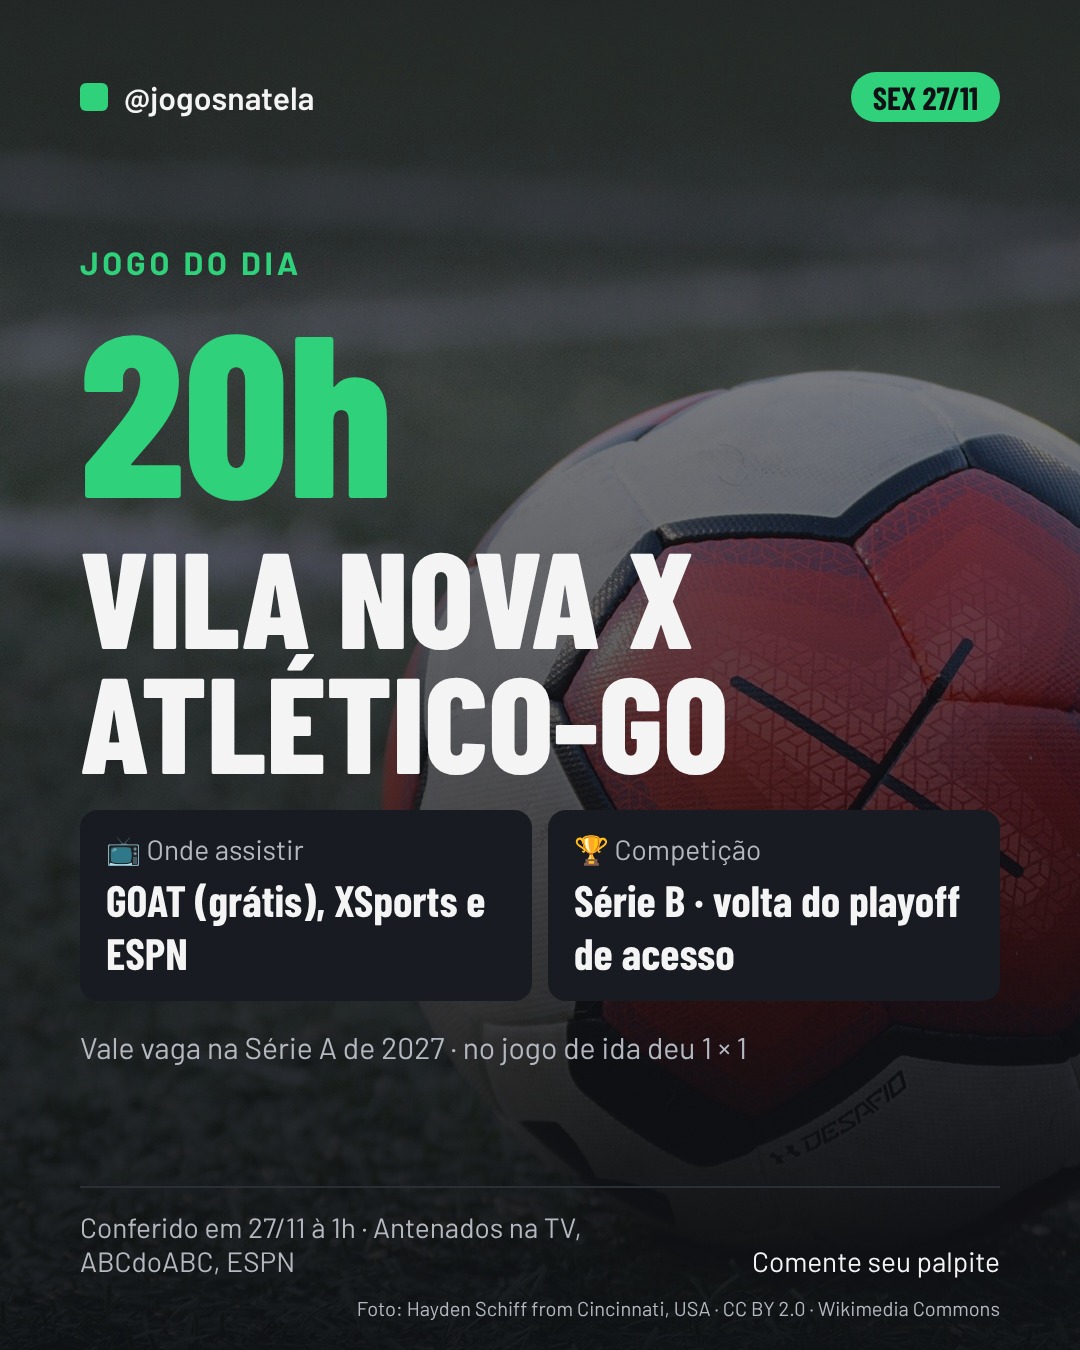 @jogosnatela
SEX 27/11
JOGO DO DIA
20h
VILA NOVA X
ATLÉTICO-GO
📺 Onde assistir
GOAT (grátis), XSports e
ESPN
🏆 Competição
Série B · volta do playoff
de acesso
Vale vaga na Série A de 2027 · no jogo de ida deu 1 × 1
DESAFIO
Conferido em 27/11 à 1h · Antenados na TV,
ABCdoABC, ESPN
Comente seu palpite
Foto: Hayden Schiff from Cincinnati, USA · CC BY 2.0 · Wikimedia Commons